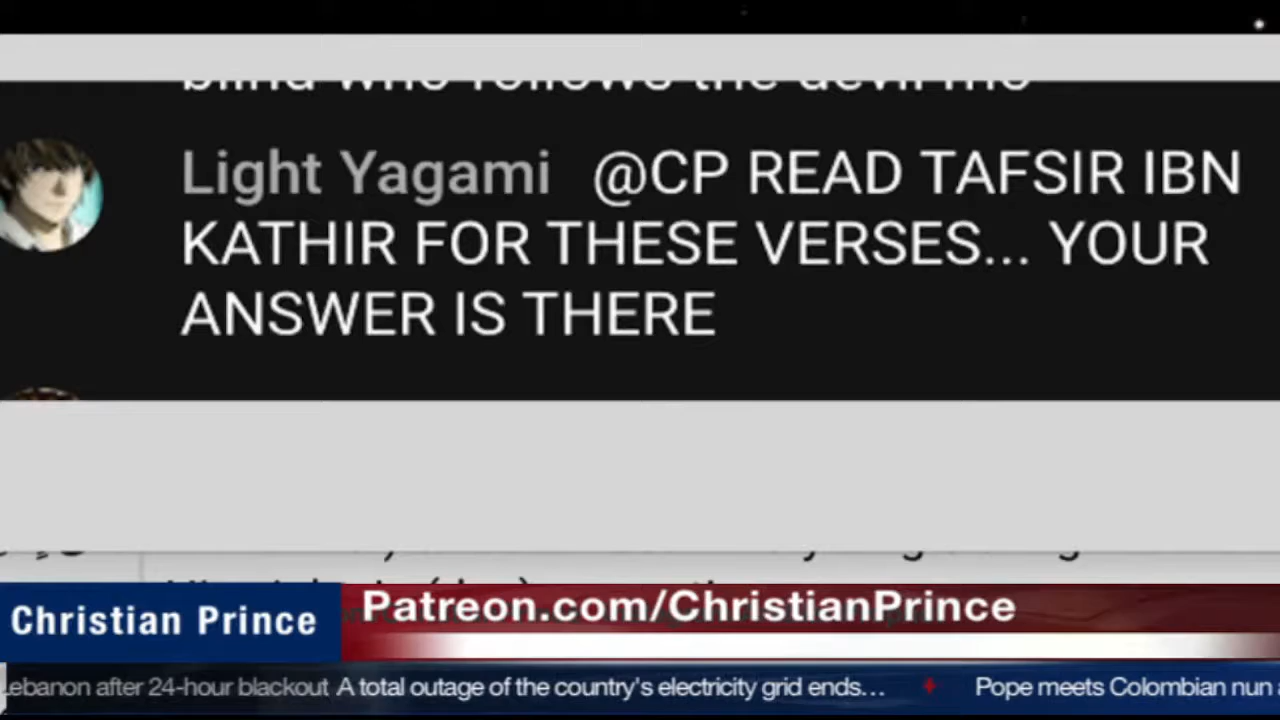 blind who follows the devil mo
Light Yagami @CP READ TAFSIR IBN
KATHIR FOR THESE VERSES... YOUR
ANSWER IS THERE
Christian Prince
Patreon.com/ChristianPrince
ebanon after 24-hour blackout A total outage of the country's electricity grid ends... Pope meets Colombian nun a